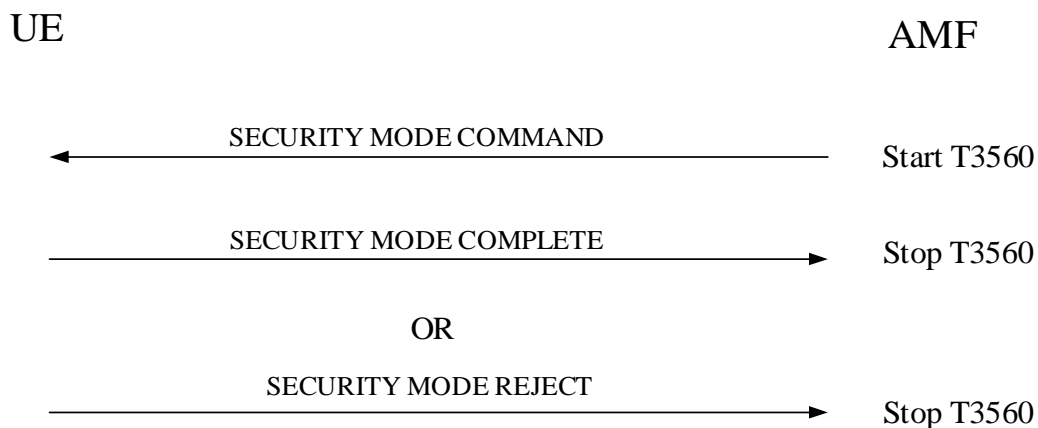 UE
AMF
SECURITY MODE COMMAND
Start T3560
SECURITY MODE COMPLETE
Stop T3560
OR
SECURITY MODE REJECT
Stop T3560